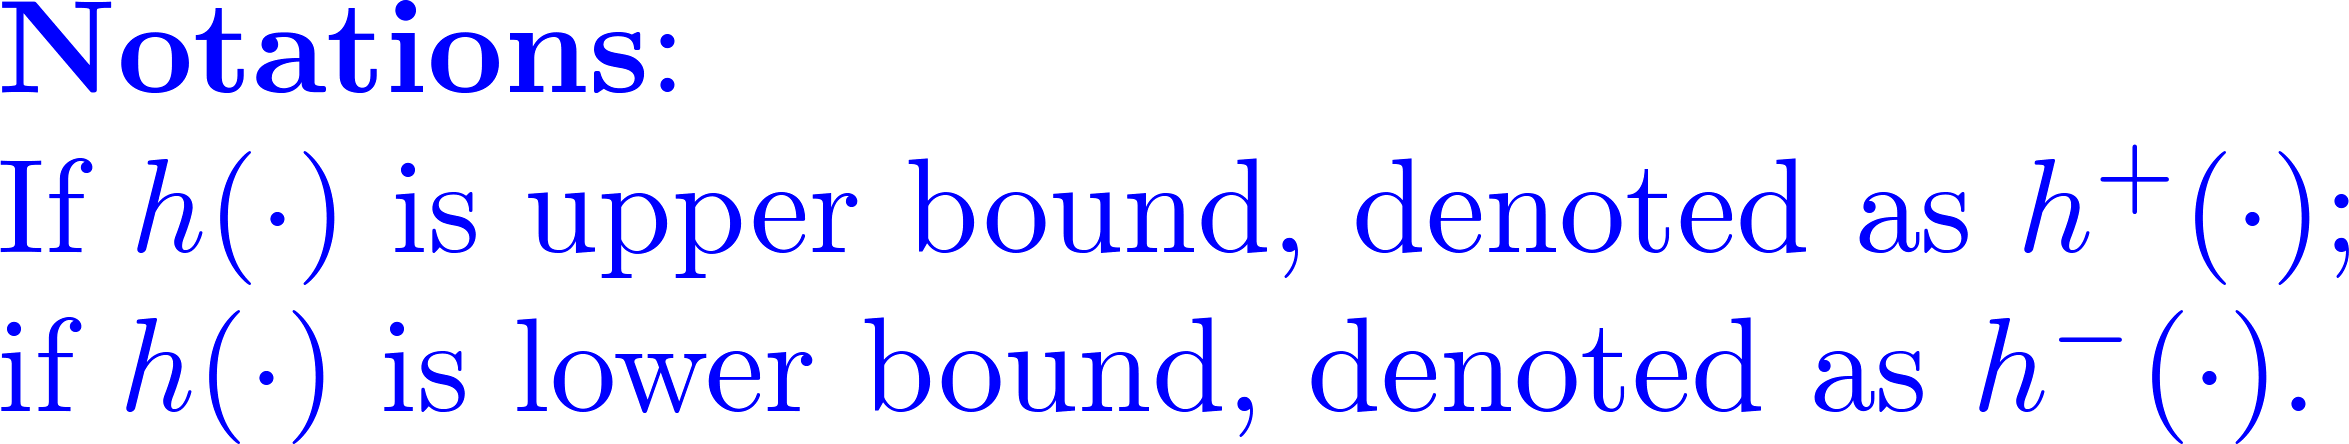 Notations:
If h(·) is upper bound, denoted as h⁺(·);
if h(·) is lower bound, denoted as h⁻(·).